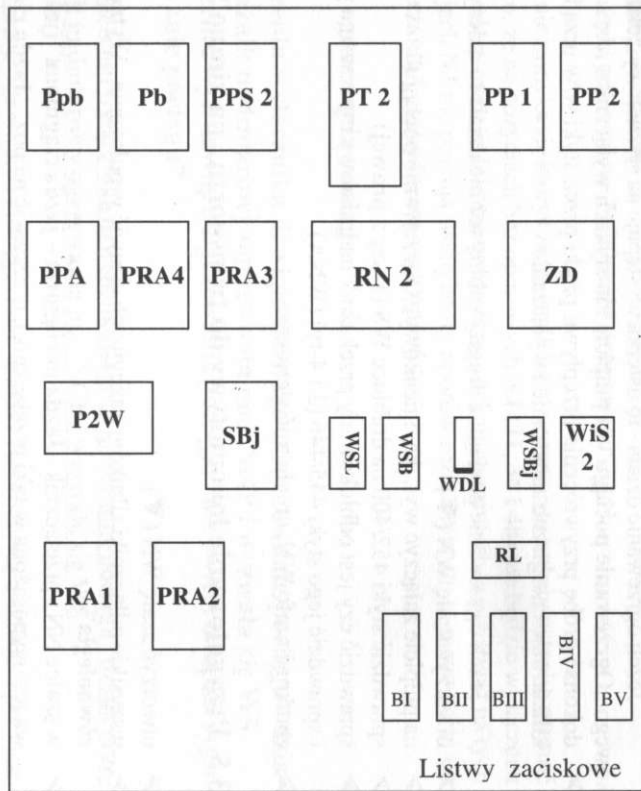 Ppb Pb PPS 2 PT 2 PP 1 PP 2
PPA PRA4 PRA3 RN 2 ZD
P2W SBj WSL WSB WDL WSBj WiS 2
RL
PRA1 PRA2
BI BII BIII BIV BV
Listwy zaciskowe